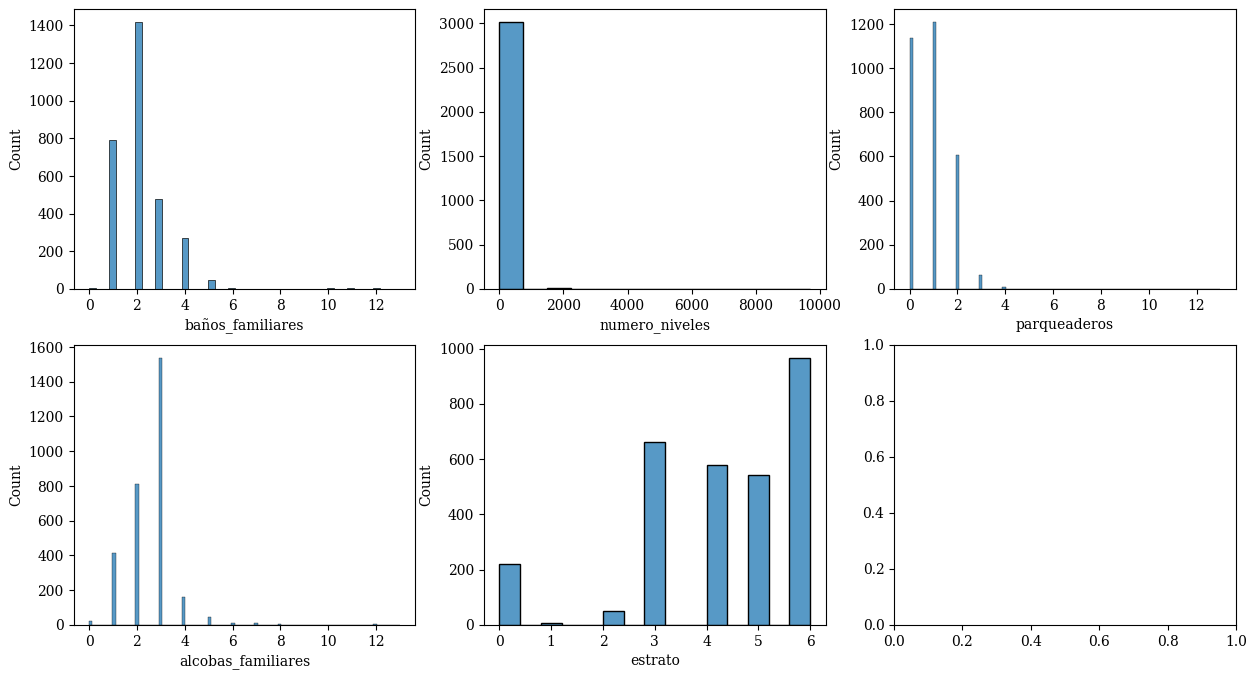 1400
1200
1000
800
600
400
200
0
Count
0 2 4 6 8 10 12
baños_familiares
3000
2500
2000
1500
1000
500
0
Count
0 2000 4000 6000 8000 10000
numero_niveles
1200
1000
800
600
400
200
0
Count
0 2 4 6 8 10 12
parqueaderos
1600
1400
1200
1000
800
600
400
200
0
Count
0 2 4 6 8 10 12
alcobas_familiares
1000
800
600
400
200
0
Count
0 1 2 3 4 5 6
estrato
1.0
0.8
0.6
0.4
0.2
0.0
0.0 0.2 0.4 0.6 0.8 1.0